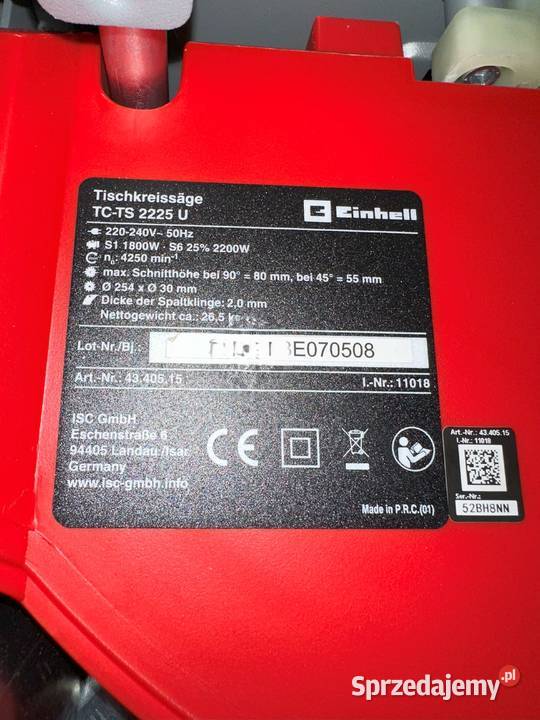 Tischkreissäge
TC-TS 2225 U
Einhell
220-240V~ 50Hz
S1 1800W · S6 25% 2200W
n₀: 4250 min⁻¹
max. Schnitthöhe bei 90° = 80 mm, bei 45° = 55 mm
Ø 254 x Ø 30 mm
Dicke der Spaltklinge: 2,0 mm
Nettogewicht ca.: 26,5
Lot-Nr./Bj.
E070508
Art.-Nr.: 43.405.15
I.-Nr.: 11018
ISC GmbH
Eschenstraße 6
94405 Landau/Isar
Germany
www.isc-gmbh.info
CE
Made in P.R.C.(01)
Art.-Nr.: 43.405.15
I.-Nr.: 11018
Ser.-Nr.:
52BH8NN
Sprzedajemy.pl